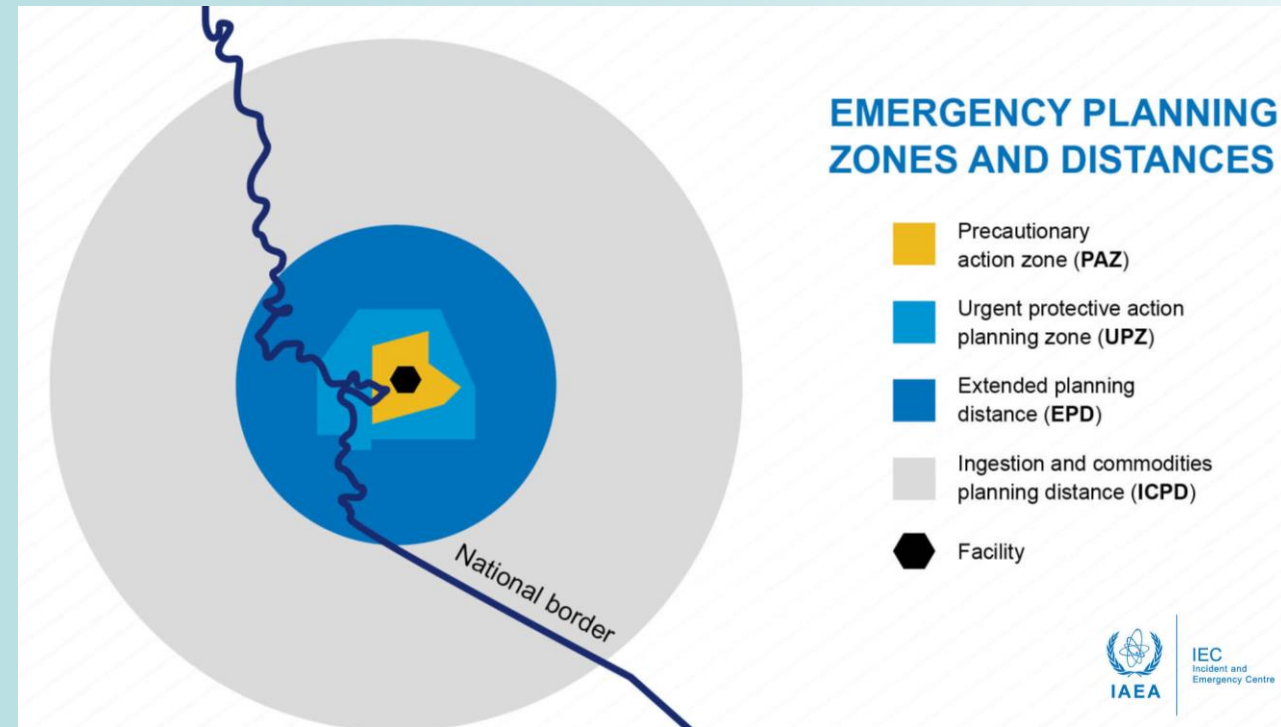 EMERGENCY PLANNING
ZONES AND DISTANCES
Precautionary
action zone (PAZ)
Urgent protective action
planning zone (UPZ)
Extended planning
distance (EPD)
Ingestion and commodities
planning distance (ICPD)
Facility
National border
IAEA
IEC
Incident and
Emergency Centre